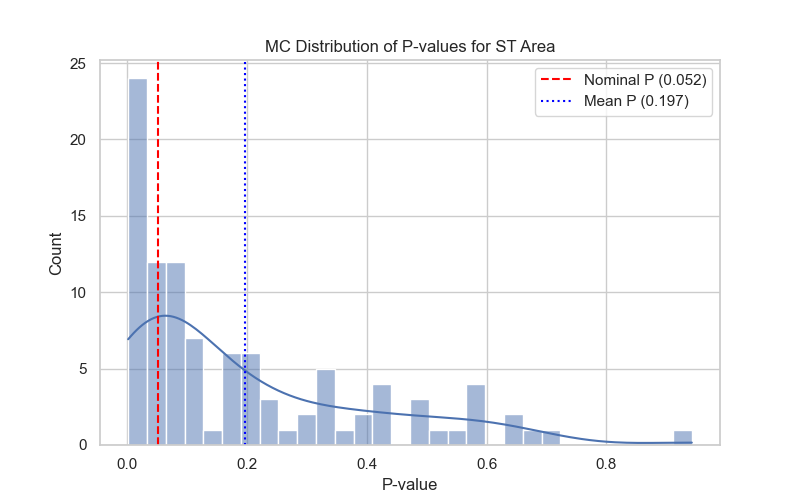 MC Distribution of P-values for ST Area
Nominal P (0.052)
Mean P (0.197)
25
20
15
10
5
0
Count
0.0 0.2 0.4 0.6 0.8
P-value